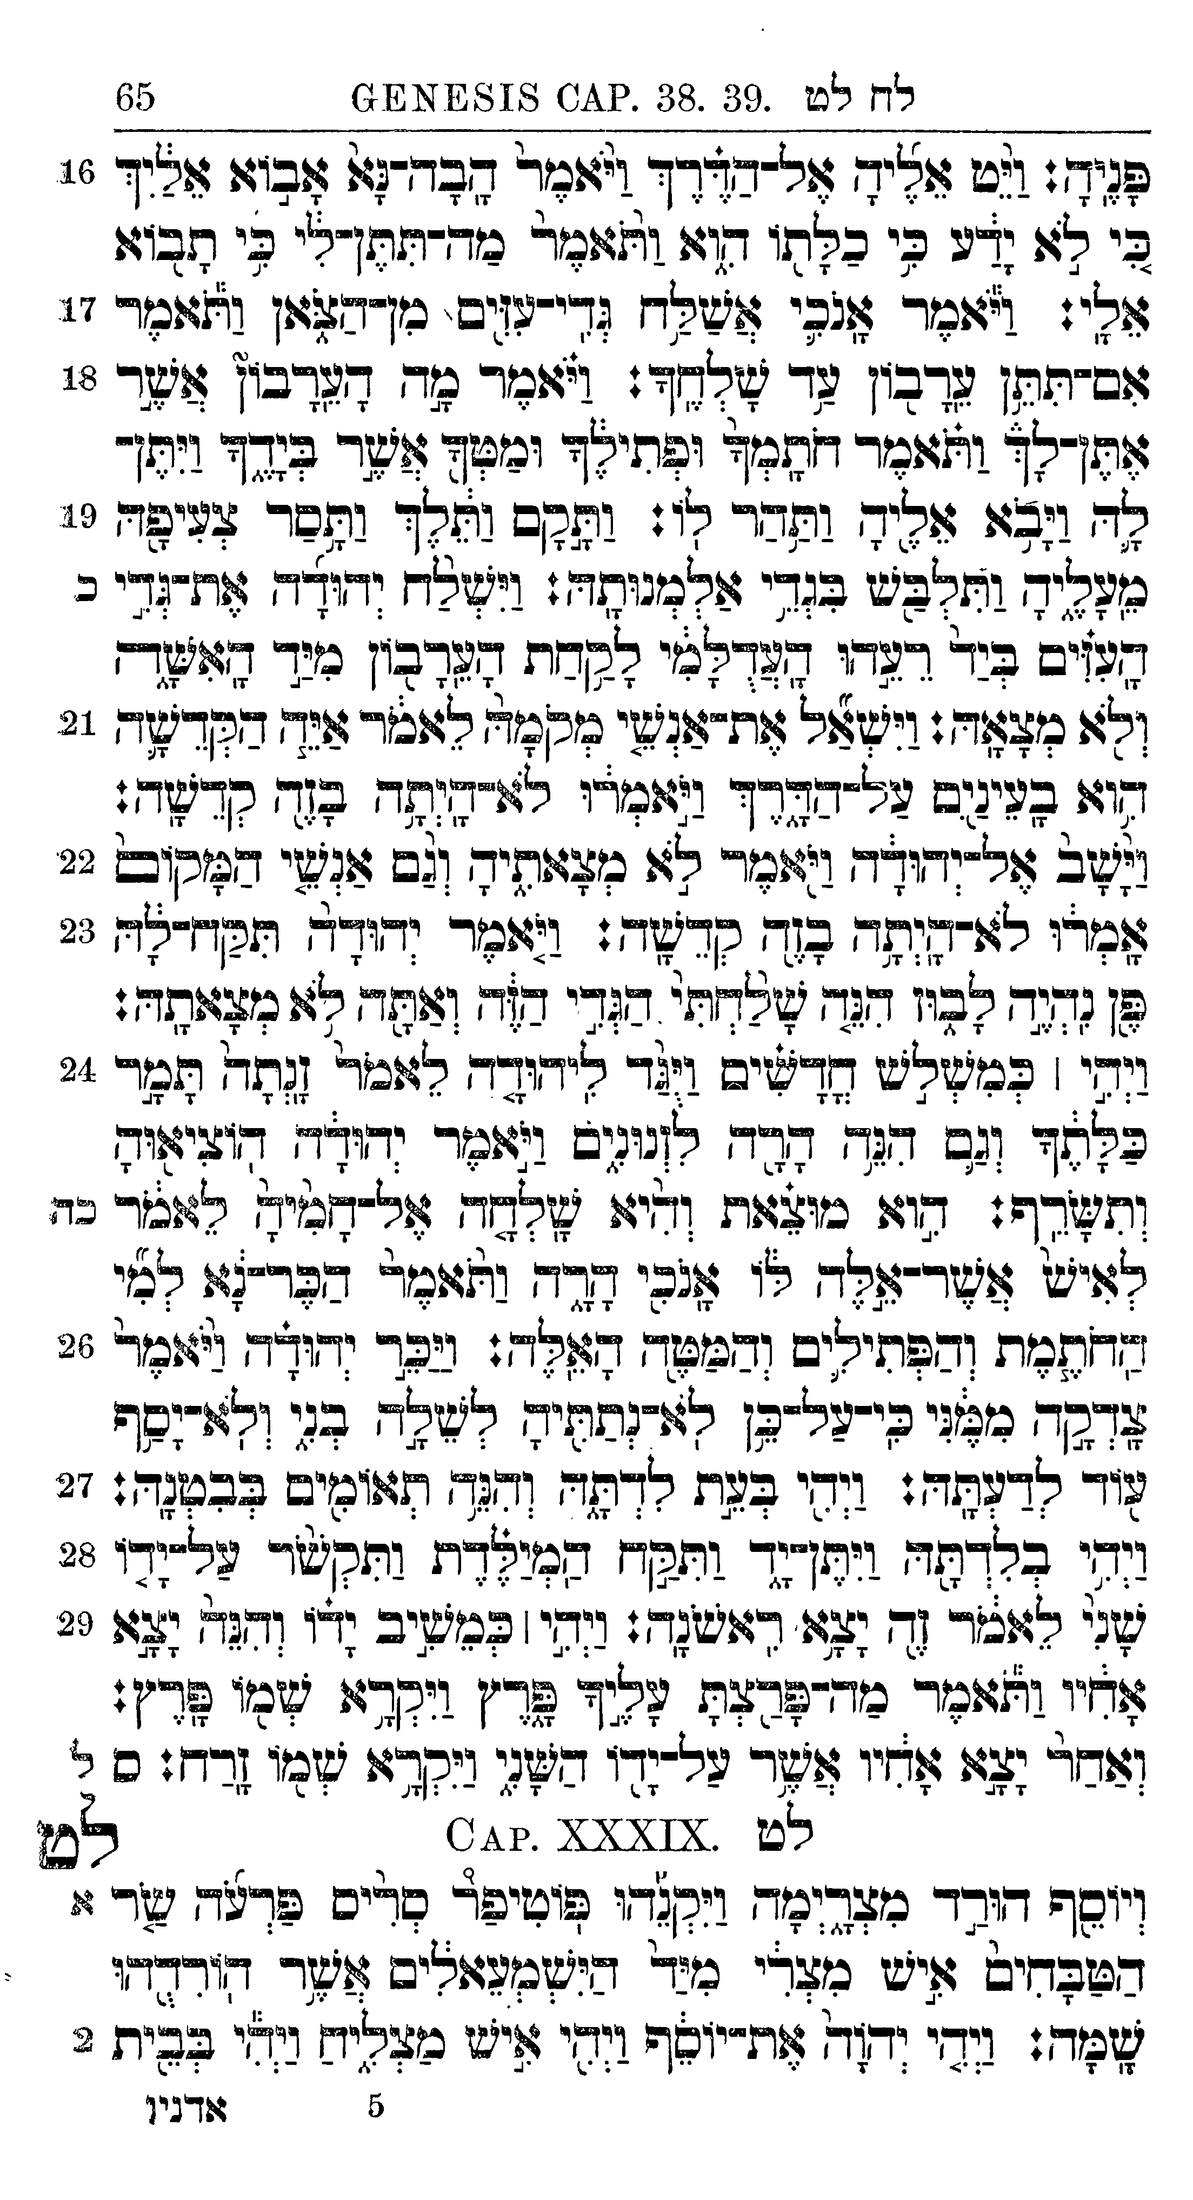 65 GENESIS CAP. 38. 39. לח לט
16 פָּנֶֽיהָ׃ וַיֵּ֨ט אֵלֶ֜יהָ אֶל־הַדֶּ֗רֶךְ וַיֹּ֙אמֶר֙ הָֽבָה־נָּא֙ אָב֣וֹא אֵלַ֔יִךְ
כִּ֚י לֹ֣א יָדַ֔ע כִּ֥י כַלָּת֖וֹ הִ֑וא וַתֹּ֙אמֶר֙ מַה־תִּתֶּן־לִ֔י כִּ֥י תָב֖וֹא
17 אֵלָֽי׃ וַיֹּ֕אמֶר אָנֹכִ֛י אֲשַׁלַּ֥ח גְּדִֽי־עִזִּ֖ים מִן־הַצֹּ֑אן וַתֹּ֕אמֶר
18 אִם־תִּתֵּ֥ן עֵרָב֖וֹן עַ֥ד שָׁלְחֶֽךָ׃ וַיֹּ֗אמֶר מָ֣ה הָעֵֽרָבוֹן֮ אֲשֶׁ֣ר
אֶתֶּן־לָךְ֒ וַתֹּ֗אמֶר חֹתָֽמְךָ֙ וּפְתִילֶ֔ךָ וּמַטְּךָ֖ אֲשֶׁ֣ר בְּיָדֶ֑ךָ וַיִּתֶּן־
19 לָ֛הּ וַיָּבֹ֥א אֵלֶ֖יהָ וַתַּ֥הַר לֽוֹ׃ וַתָּ֣קָם וַתֵּ֔לֶךְ וַתָּ֥סַר צְעִיפָ֖הּ
כ מֵֽעָלֶ֑יהָ וַתִּלְבַּ֖שׁ בִּגְדֵ֥י אַלְמְנוּתָֽהּ׃ וַיִּשְׁלַ֨ח יְהוּדָ֜ה אֶת־גְּדִ֣י
הָֽעִזִּ֗ים בְּיַד֙ רֵעֵ֣הוּ הָֽעֲדֻלָּמִ֔י לָקַ֥חַת הָעֵֽרָב֖וֹן מִיַּ֣ד הָֽאִשָּׁ֑ה
21 וְלֹ֖א מְצָאָֽהּ׃ וַיִּשְׁאַ֞ל אֶת־אַנְשֵׁ֤י מְקֹמָהּ֙ לֵאמֹ֔ר אַיֵּ֧ה הַקְּדֵשָׁ֛ה
הִ֥וא בָֽעֵינַ֖יִם עַל־הַדָּ֑רֶךְ וַיֹּ֣אמְר֔וּ לֹא־הָֽיְתָ֥ה בָזֶ֖ה קְדֵשָֽׁה׃
22 וַיָּ֙שָׁב֙ אֶל־יְהוּדָ֔ה וַיֹּ֖אמֶר לֹ֣א מְצָאתִ֑יהָ וְגַ֨ם אַנְשֵׁ֤י הַמָּקוֹם֙
23 אָֽמְר֔וּ לֹא־הָֽיְתָ֥ה בָזֶ֖ה קְדֵשָֽׁה׃ וַיֹּ֤אמֶר יְהוּדָה֙ תִּקַּח־לָ֔הּ
פֶּ֖ן נִֽהְיֶ֣ה לָב֑וּז הִנֵּ֤ה שָׁלַ֙חְתִּי֙ הַגְּדִ֣י הַזֶּ֔ה וְאַתָּ֖ה לֹ֥א מְצָאתָֽהּ׃
24 וַיְהִ֣י ׀ כְּמִשְׁלֹ֣שׁ חֳדָשִׁ֗ים וַיֻּגַּ֨ד לִֽיהוּדָ֤ה לֵאמֹר֙ זָֽנְתָה֙ תָּמָ֣ר
כַּלָּתֶ֔ךָ וְגַ֛ם הִנֵּ֥ה הָרָ֖ה לִזְנוּנִ֑ים וַיֹּ֣אמֶר יְהוּדָ֔ה הֽוֹצִיא֖וּהָ
כה וְתִשָּׂרֵֽף׃ הִ֣וא מוּצֵ֗את וְהִ֨יא שָֽׁלְחָ֤ה אֶל־חָמִ֙יהָ֙ לֵאמֹ֔ר
לְאִישׁ֙ אֲשֶׁר־אֵ֣לֶּה לּ֔וֹ אָֽנֹכִ֖י הָרָ֑ה וַתֹּ֙אמֶר֙ הַכֶּר־נָ֔א לְמִ֞י
26 הַֽחֹתֶ֧מֶת וְהַפְּתִילִ֛ים וְהַמַּטֶּ֖ה הָאֵֽלֶּה׃ וַיַּכֵּ֣ר יְהוּדָ֗ה וַיֹּ֙אמֶר֙
צָֽדְקָ֣ה מִמֶּ֔נִּי כִּֽי־עַל־כֵּ֥ן לֹֽא־נְתַתִּ֖יהָ לְשֵׁלָ֣ה בְנִ֑י וְלֹֽא־יָסַ֥ף
27 ע֖וֹד לְדַעְתָּֽהּ׃ וַיְהִ֖י בְּעֵ֣ת לִדְתָּ֑הּ וְהִנֵּ֥ה תְאוֹמִ֖ים בְּבִטְנָֽהּ׃
28 וַיְהִ֥י בְלִדְתָּ֖הּ וַיִּתֶּן־יָ֑ד וַתִּקַּ֣ח הַֽמְיַלֶּ֗דֶת וַתִּקְשֹׁ֨ר עַל־יָד֤וֹ
29 שָׁנִי֙ לֵאמֹ֔ר זֶ֖ה יָצָ֥א רִֽאשֹׁנָֽה׃ וַיְהִ֣י ׀ כְּמֵשִׁ֣יב יָד֗וֹ וְהִנֵּה֙ יָצָ֣א
אָחִ֔יו וַתֹּ֕אמֶר מַה־פָּרַ֖צְתָּ עָלֶ֣יךָ פָּ֑רֶץ וַיִּקְרָ֥א שְׁמ֖וֹ פָּֽרֶץ׃
ל וְאַחַר֙ יָצָ֣א אָחִ֔יו אֲשֶׁ֥ר עַל־יָד֖וֹ הַשָּׁנִ֑י וַיִּקְרָ֥א שְׁמ֖וֹ זָֽרַח׃ ס
לט CAP. XXXIX. לט
א וְיוֹסֵ֖ף הוּרַ֣ד מִצְרָ֑יְמָה וַיִּקְנֵ֡הוּ פּֽוֹטִיפַר֩ סְרִ֨יס פַּרְעֹ֜ה שַׂ֤ר
הַטַּבָּחִים֙ אִ֣ישׁ מִצְרִ֔י מִיַּד֙ הַיִּשְׁמְעֵאלִ֔ים אֲשֶׁ֥ר הֽוֹרִדֻ֖הוּ
2 שָֽׁמָּה׃ וַיְהִ֤י יְהוָֹה֙ אֶת־יוֹסֵ֔ף וַיְהִ֖י אִ֣ישׁ מַצְלִ֑יחַ וַיְהִ֕י בְּבֵ֖ית
5 אדניו